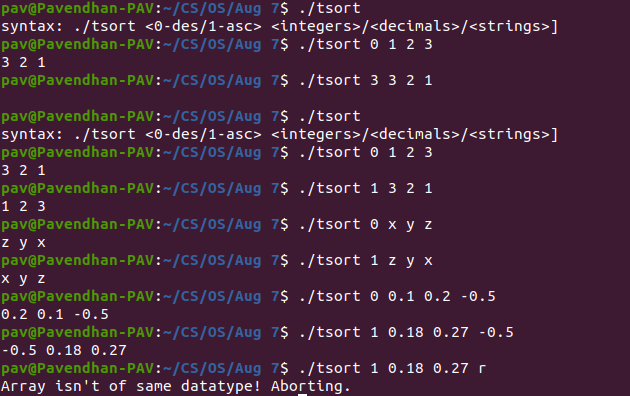 pav@Pavendhan-PAV:~/CS/OS/Aug 7$ ./tsort
syntax: ./tsort <0-des/1-asc> <integers>/<decimals>/<strings>]
pav@Pavendhan-PAV:~/CS/OS/Aug 7$ ./tsort 0 1 2 3
3 2 1
pav@Pavendhan-PAV:~/CS/OS/Aug 7$ ./tsort 3 3 2 1

pav@Pavendhan-PAV:~/CS/OS/Aug 7$ ./tsort
syntax: ./tsort <0-des/1-asc> <integers>/<decimals>/<strings>]
pav@Pavendhan-PAV:~/CS/OS/Aug 7$ ./tsort 0 1 2 3
3 2 1
pav@Pavendhan-PAV:~/CS/OS/Aug 7$ ./tsort 1 3 2 1
1 2 3
pav@Pavendhan-PAV:~/CS/OS/Aug 7$ ./tsort 0 x y z
z y x
pav@Pavendhan-PAV:~/CS/OS/Aug 7$ ./tsort 1 z y x
x y z
pav@Pavendhan-PAV:~/CS/OS/Aug 7$ ./tsort 0 0.1 0.2 -0.5
0.2 0.1 -0.5
pav@Pavendhan-PAV:~/CS/OS/Aug 7$ ./tsort 1 0.18 0.27 -0.5
-0.5 0.18 0.27
pav@Pavendhan-PAV:~/CS/OS/Aug 7$ ./tsort 1 0.18 0.27 r
Array isn't of same datatype! Aborting.